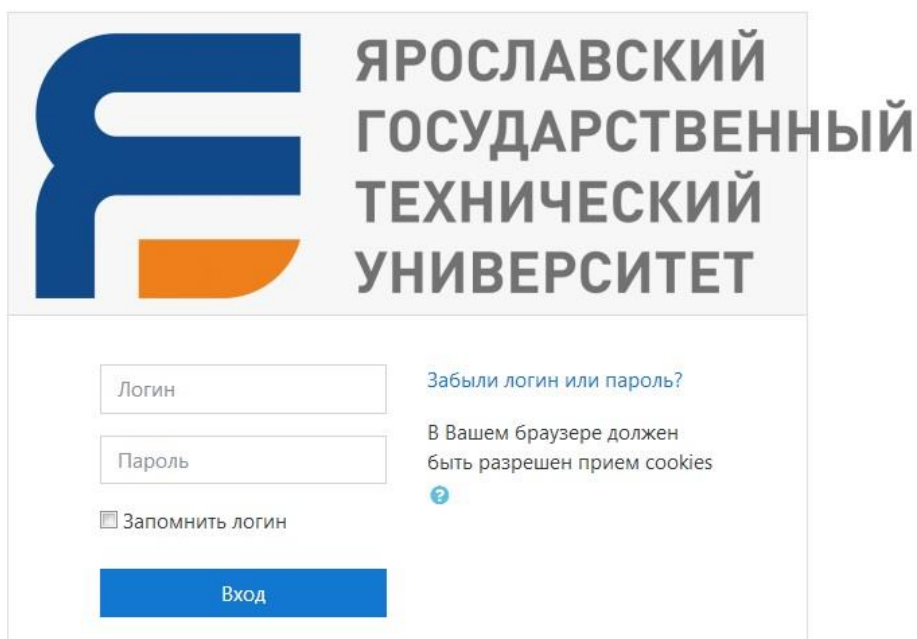 ЯРОСЛАВСКИЙ
ГОСУДАРСТВЕННЫЙ
ТЕХНИЧЕСКИЙ
УНИВЕРСИТЕТ
Логин
Пароль
Запомнить логин
Вход
Забыли логин или пароль?
В Вашем браузере должен
быть разрешен прием cookies
?